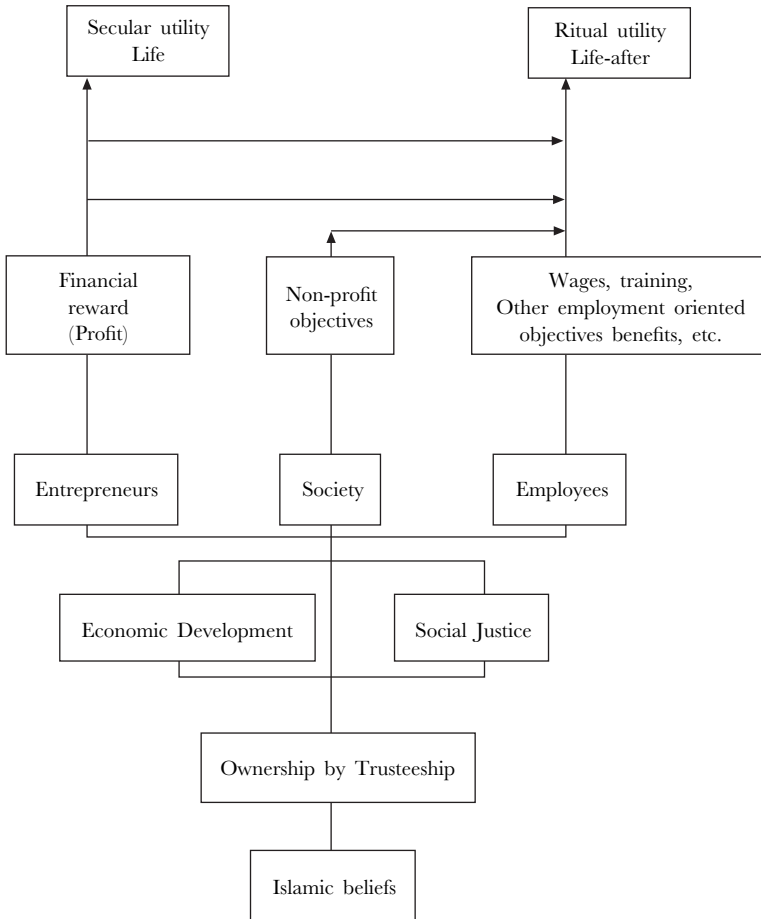 Secular utility
Life
Ritual utility
Life-after
Financial
reward
(Profit)
Non-profit
objectives
Wages, training,
Other employment oriented
objectives benefits, etc.
Entrepreneurs
Society
Employees
Economic Development
Social Justice
Ownership by Trusteeship
Islamic beliefs